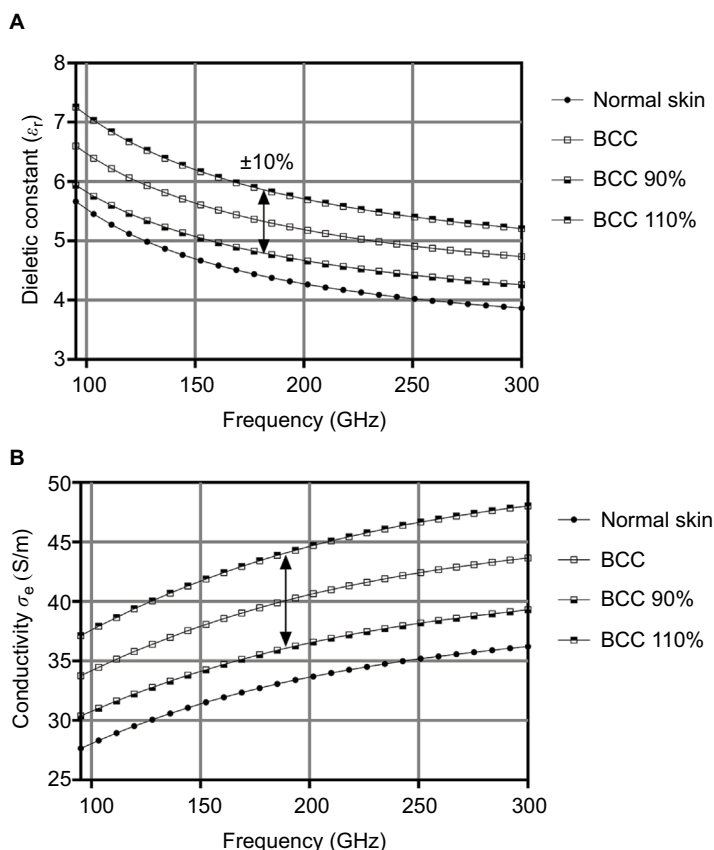 A
8
7
6
5
4
3
±10%
Dieletic constant (εr)
100 150 200 250 300
Frequency (GHz)
Normal skin
BCC
BCC 90%
BCC 110%
B
50
45
40
35
30
25
Conductivity σe (S/m)
100 150 200 250 300
Frequency (GHz)
Normal skin
BCC
BCC 90%
BCC 110%